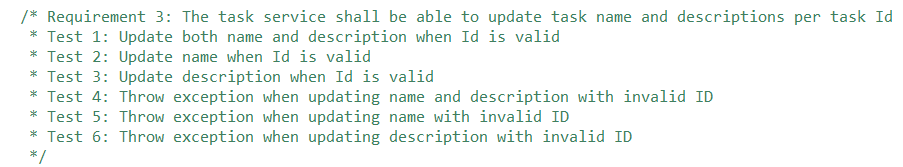 /* Requirement 3: The task service shall be able to update task name and descriptions per task Id
* Test 1: Update both name and description when Id is valid
* Test 2: Update name when Id is valid
* Test 3: Update description when Id is valid
* Test 4: Throw exception when updating name and description with invalid ID
* Test 5: Throw exception when updating name with invalid ID
* Test 6: Throw exception when updating description with invalid ID
*/